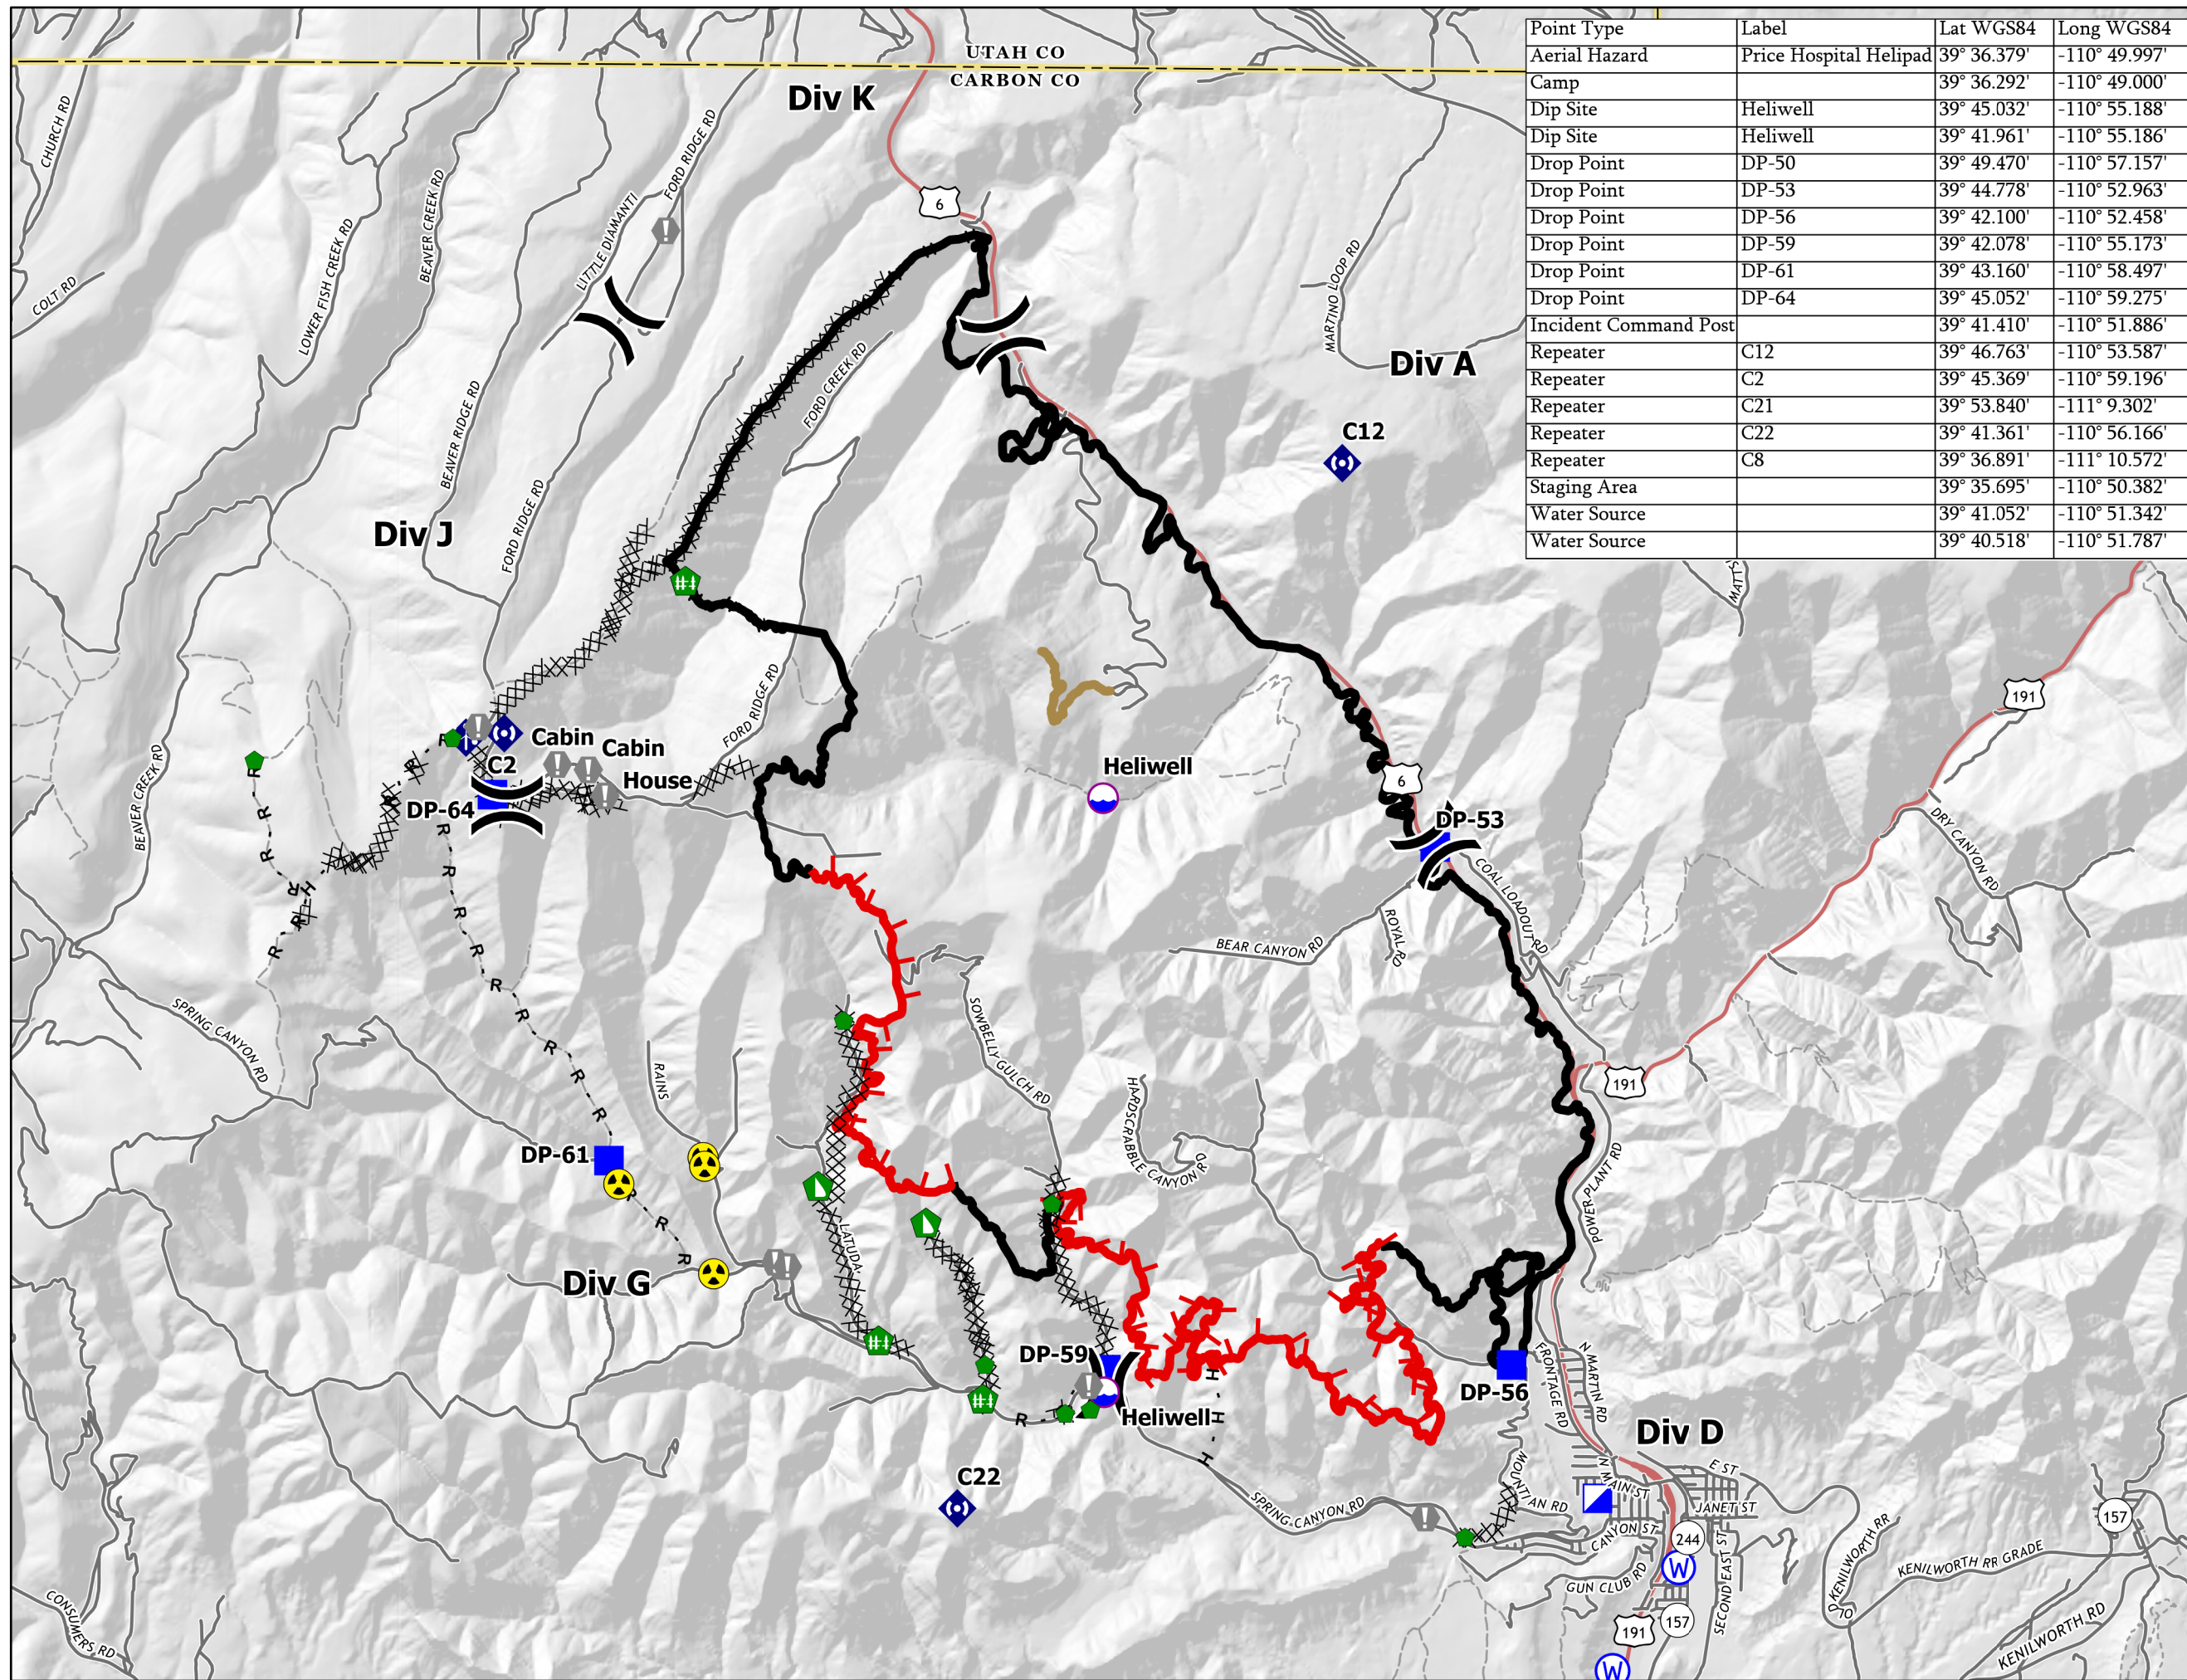 Point Type Label Lat WGS84 Long WGS84
Aerial Hazard Price Hospital Helipad 39° 36.379' -110° 49.997'
Camp 39° 36.292' -110° 49.000'
Dip Site Heliwell 39° 45.032' -110° 55.188'
Dip Site Heliwell 39° 41.961' -110° 55.186'
Drop Point DP-50 39° 49.470' -110° 57.157'
Drop Point DP-53 39° 44.778' -110° 52.963'
Drop Point DP-56 39° 42.100' -110° 52.458'
Drop Point DP-59 39° 42.078' -110° 55.173'
Drop Point DP-61 39° 43.160' -110° 58.497'
Drop Point DP-64 39° 45.052' -110° 59.275'
Incident Command Post 39° 41.410' -110° 51.886'
Repeater C12 39° 46.763' -110° 53.587'
Repeater C2 39° 45.369' -110° 59.196'
Repeater C21 39° 53.840' -111° 9.302'
Repeater C22 39° 41.361' -110° 56.166'
Repeater C8 39° 36.891' -111° 10.572'
Staging Area 39° 35.695' -110° 50.382'
Water Source 39° 41.052' -110° 51.342'
Water Source 39° 40.518' -110° 51.787'
UTAH CO
CARBON CO
Div K
CHURCH RD
FORD RIDGE RD
6
BEAVER CREEK RD
LITTLE DIAMANTI
LOWER FISH CREEK RD
COLT RD
MARTINO LOOP RD
Div A
FORD CREEK RD
BEAVER RIDGE RD
C12
FORD RIDGE RD
Div J
191
FORD RIDGE RD
BEAVER CREEK RD
Cabin
Cabin
C2
House
Heliwell
6
DP-64
DP-53
DRY CANYON RD
COAL LOADOUT RD
ROYAL RD
BEAR CANYON RD
SPRING CANYON RD
SOWBELLY GULCH RD
RAINS
191
HARDSCRABBLE CANYON RD
POWER PLANT RD
DP-61
LATUDA
Div G
DP-59
DP-56
FRONTAGE RD
N MARTIN RD
Heliwell
Div D
C22
E ST
N MAIN ST
MOUNTIAN RD
JANET ST
SPRING CANYON RD
CANYON ST
244
157
W
GUN CLUB RD
SECOND EAST ST
OLD KENILWORTH RR
KENILWORTH RR GRADE
157
191
W
CONSUMERS RD
KENILWORTH RD